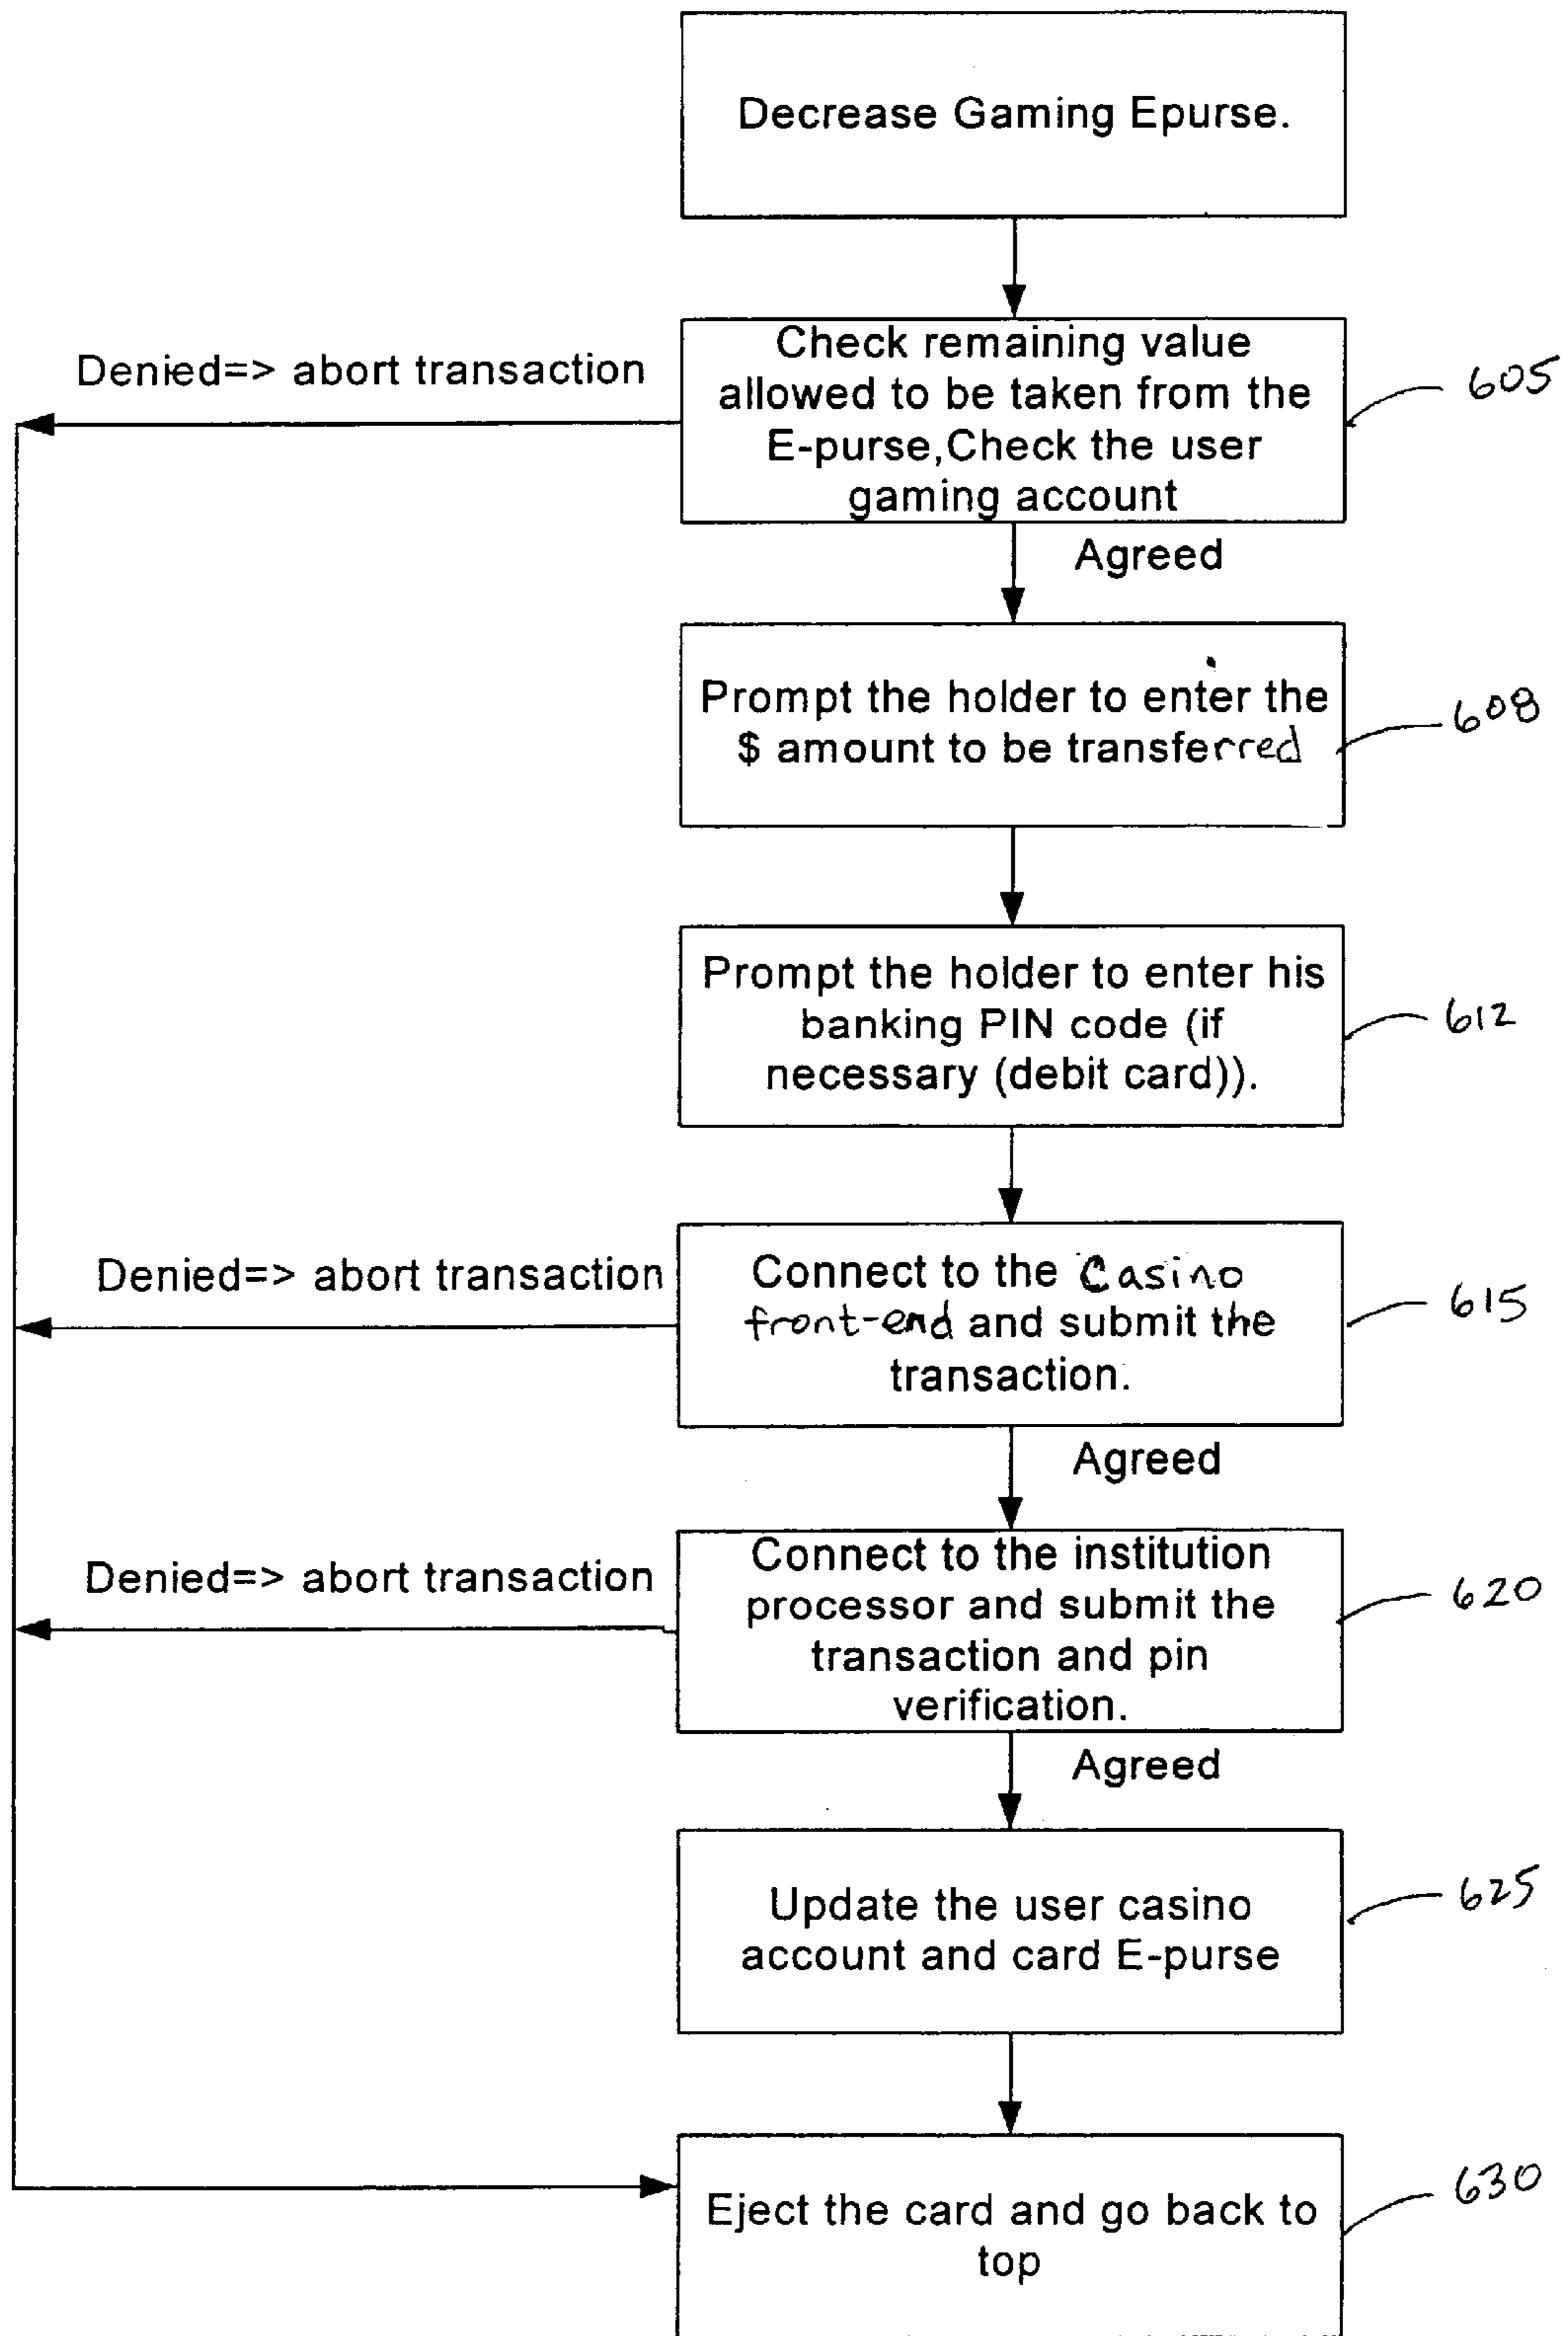 Decrease Gaming Epurse.
Denied=> abort transaction
Check remaining value
allowed to be taken from the
E-purse,Check the user
gaming account
605
Agreed
Prompt the holder to enter the
$ amount to be transferred
608
Prompt the holder to enter his
banking PIN code (if
necessary (debit card)).
612
Denied=> abort transaction
Connect to the Casino
front-end and submit the
transaction.
615
Agreed
Denied=> abort transaction
Connect to the institution
processor and submit the
transaction and pin
verification.
620
Agreed
Update the user casino
account and card E-purse
625
Eject the card and go back to
top
630